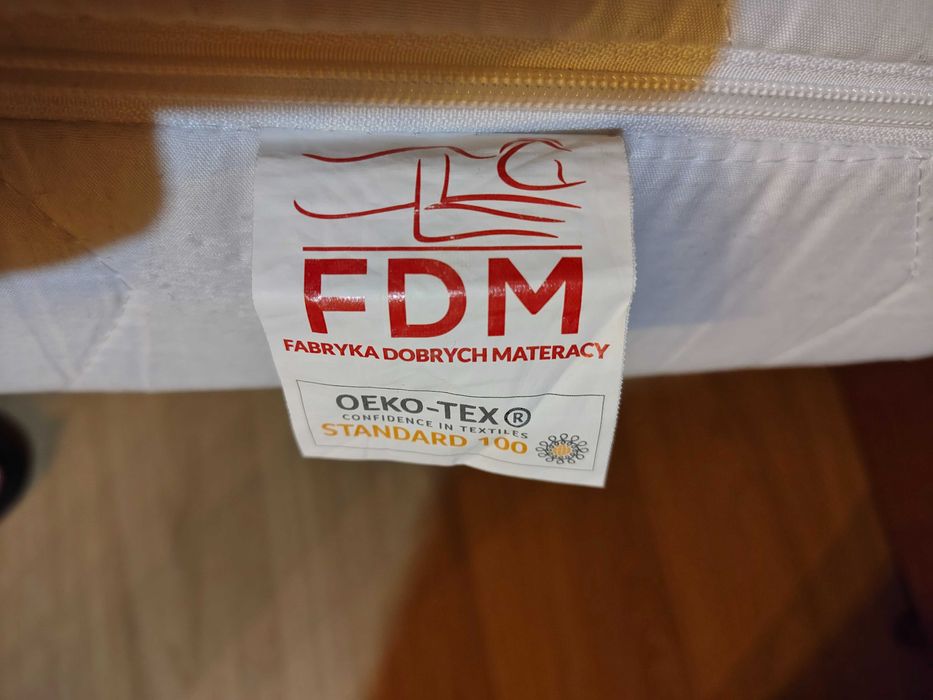 FDM
FABRYKA DOBRYCH MATERACY
OEKO-TEX®
CONFIDENCE IN TEXTILES
STANDARD 100